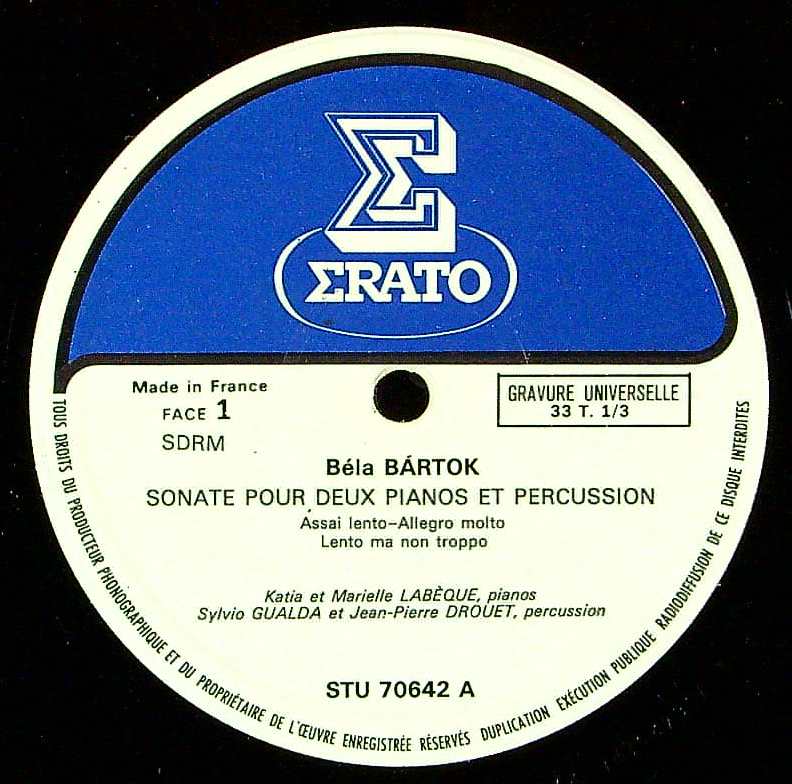 Σ
ΣRATO
Made in France
FACE 1
SDRM
GRAVURE UNIVERSELLE
33 T. 1/3
Béla BÁRTOK
SONATE POUR DEUX PIANOS ET PERCUSSION
Assai lento-Allegro molto
Lento ma non troppo
Katia et Marielle LABÈQUE, pianos
Sylvio GUALDA et Jean-Pierre DROUET, percussion
STU 70642 A
TOUS DROITS DU PRODUCTEUR PHONOGRAPHIQUE ET DU PROPRIÉTAIRE DE L'ŒUVRE ENREGISTRÉE RÉSERVÉS DUPLICATION EXÉCUTION PUBLIQUE RADIODIFFUSION DE CE DISQUE INTERDITES